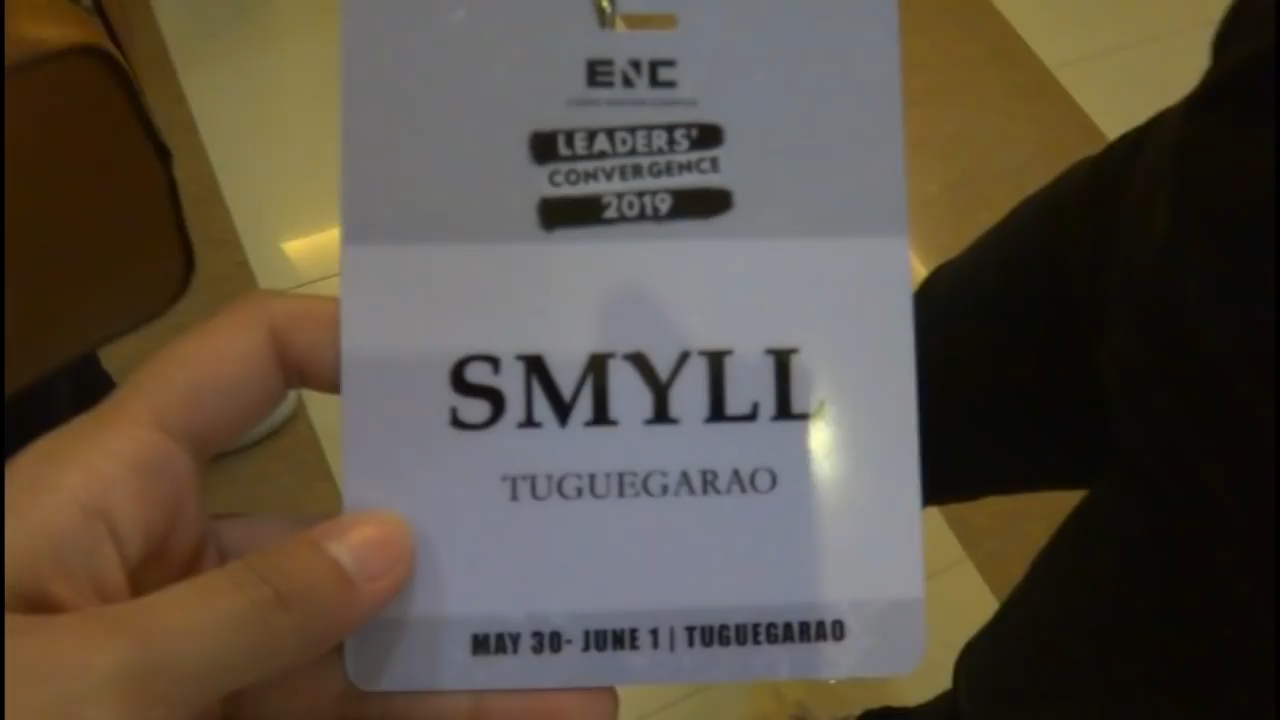 ENC
LEADERS'
CONVERGENCE
2019
SMYLL
TUGUEGARAO
MAY 30- JUNE 1 | TUGUEGARAO